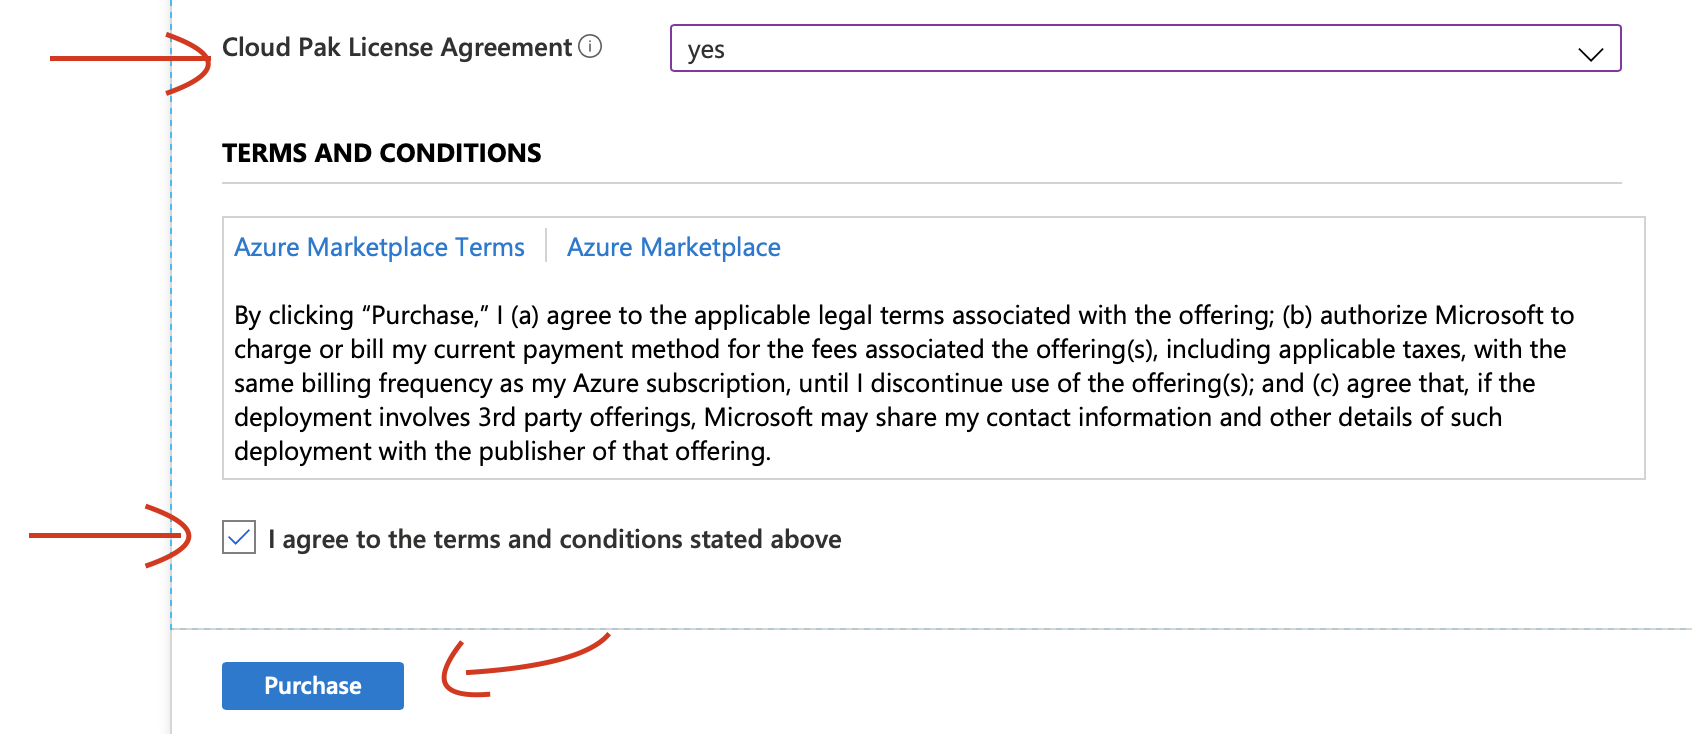 Cloud Pak License Agreement yes
TERMS AND CONDITIONS
Azure Marketplace Terms Azure Marketplace
By clicking “Purchase,” I (a) agree to the applicable legal terms associated with the offering; (b) authorize Microsoft to
charge or bill my current payment method for the fees associated the offering(s), including applicable taxes, with the
same billing frequency as my Azure subscription, until I discontinue use of the offering(s); and (c) agree that, if the
deployment involves 3rd party offerings, Microsoft may share my contact information and other details of such
deployment with the publisher of that offering.
I agree to the terms and conditions stated above
Purchase